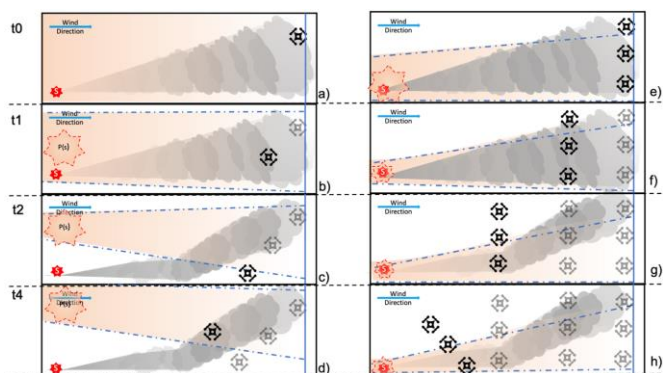 t0
Wind
Direction
S
a)
t1
Wind
Direction
P(s)
S
b)
t2
Wind
Direction
P(s)
S
c)
t4
Wind
Direction
S
d)
Wind
Direction
S
e)
Wind
Direction
S
f)
Wind
Direction
S
g)
Wind
Direction
S
h)